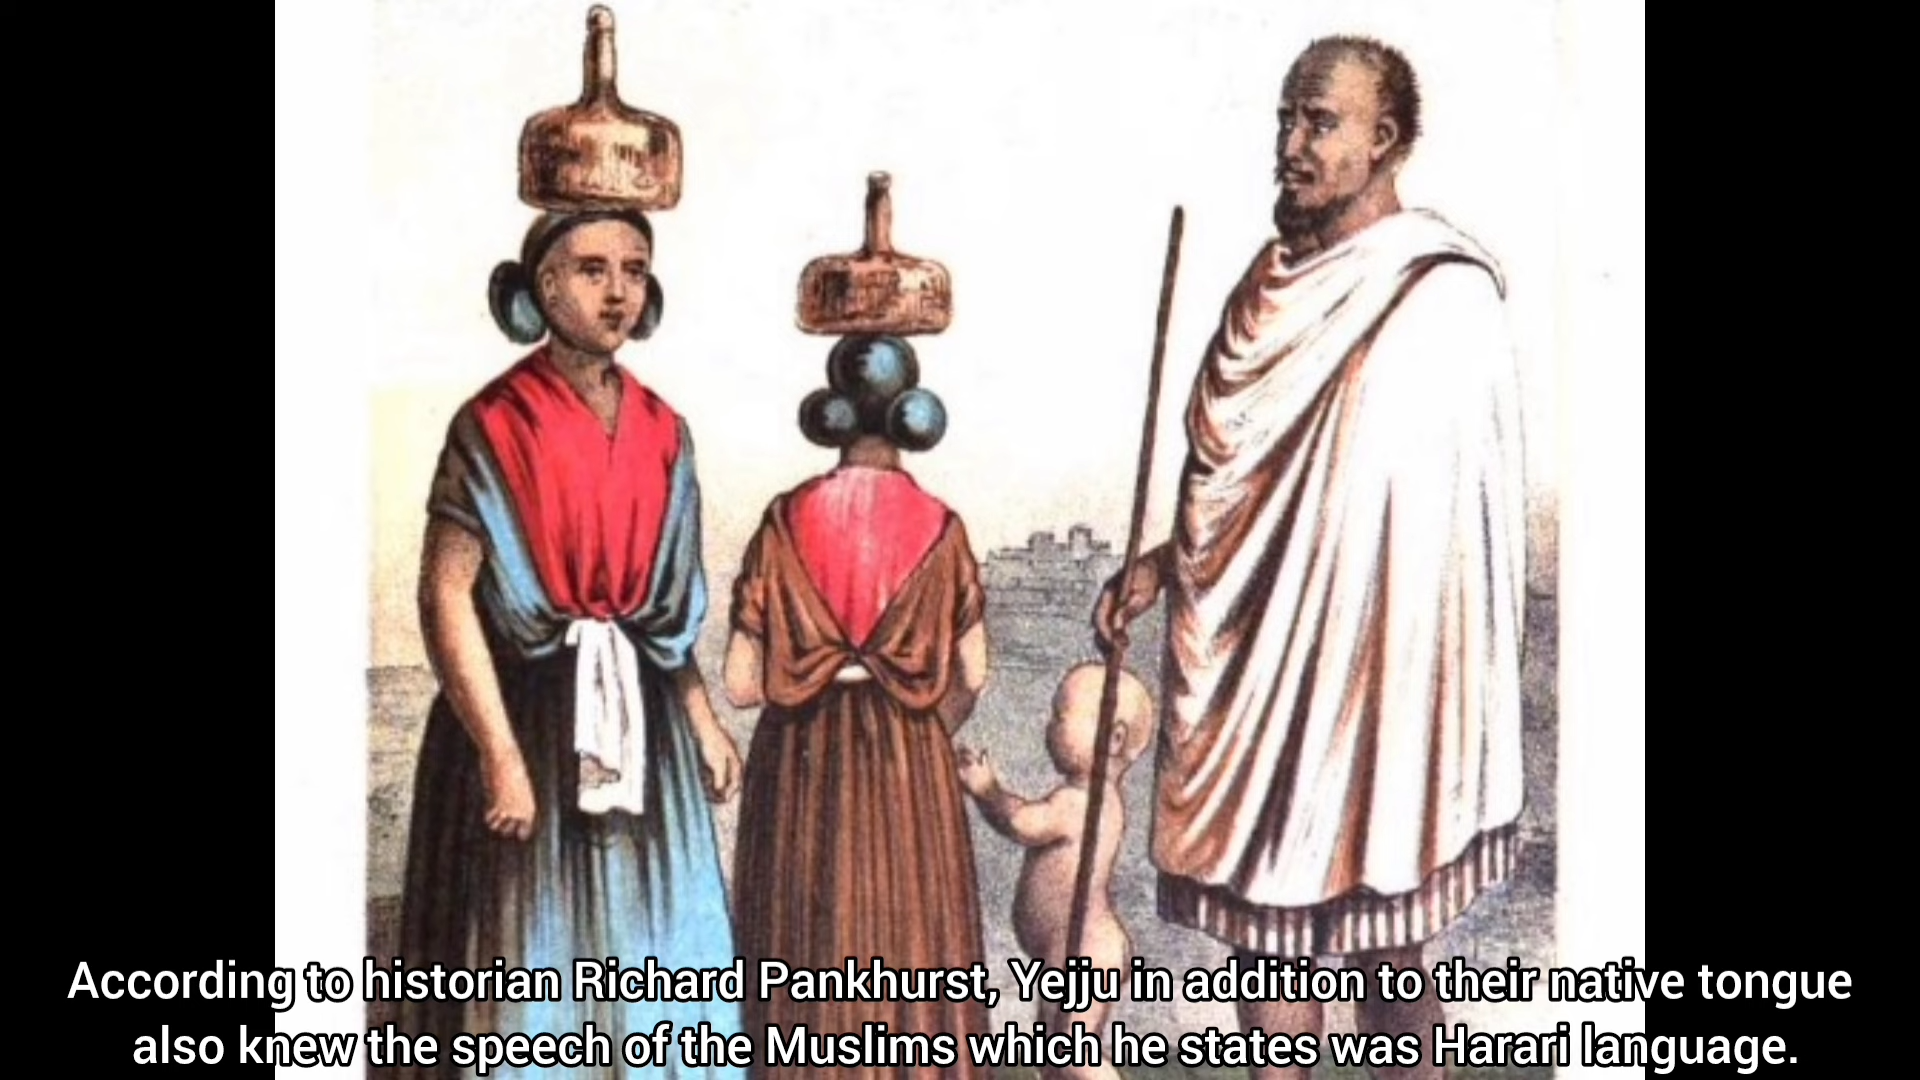 According to historian Richard Pankhurst, Yejju in addition to their native tongue
also knew the speech of the Muslims which he states was Harari language.